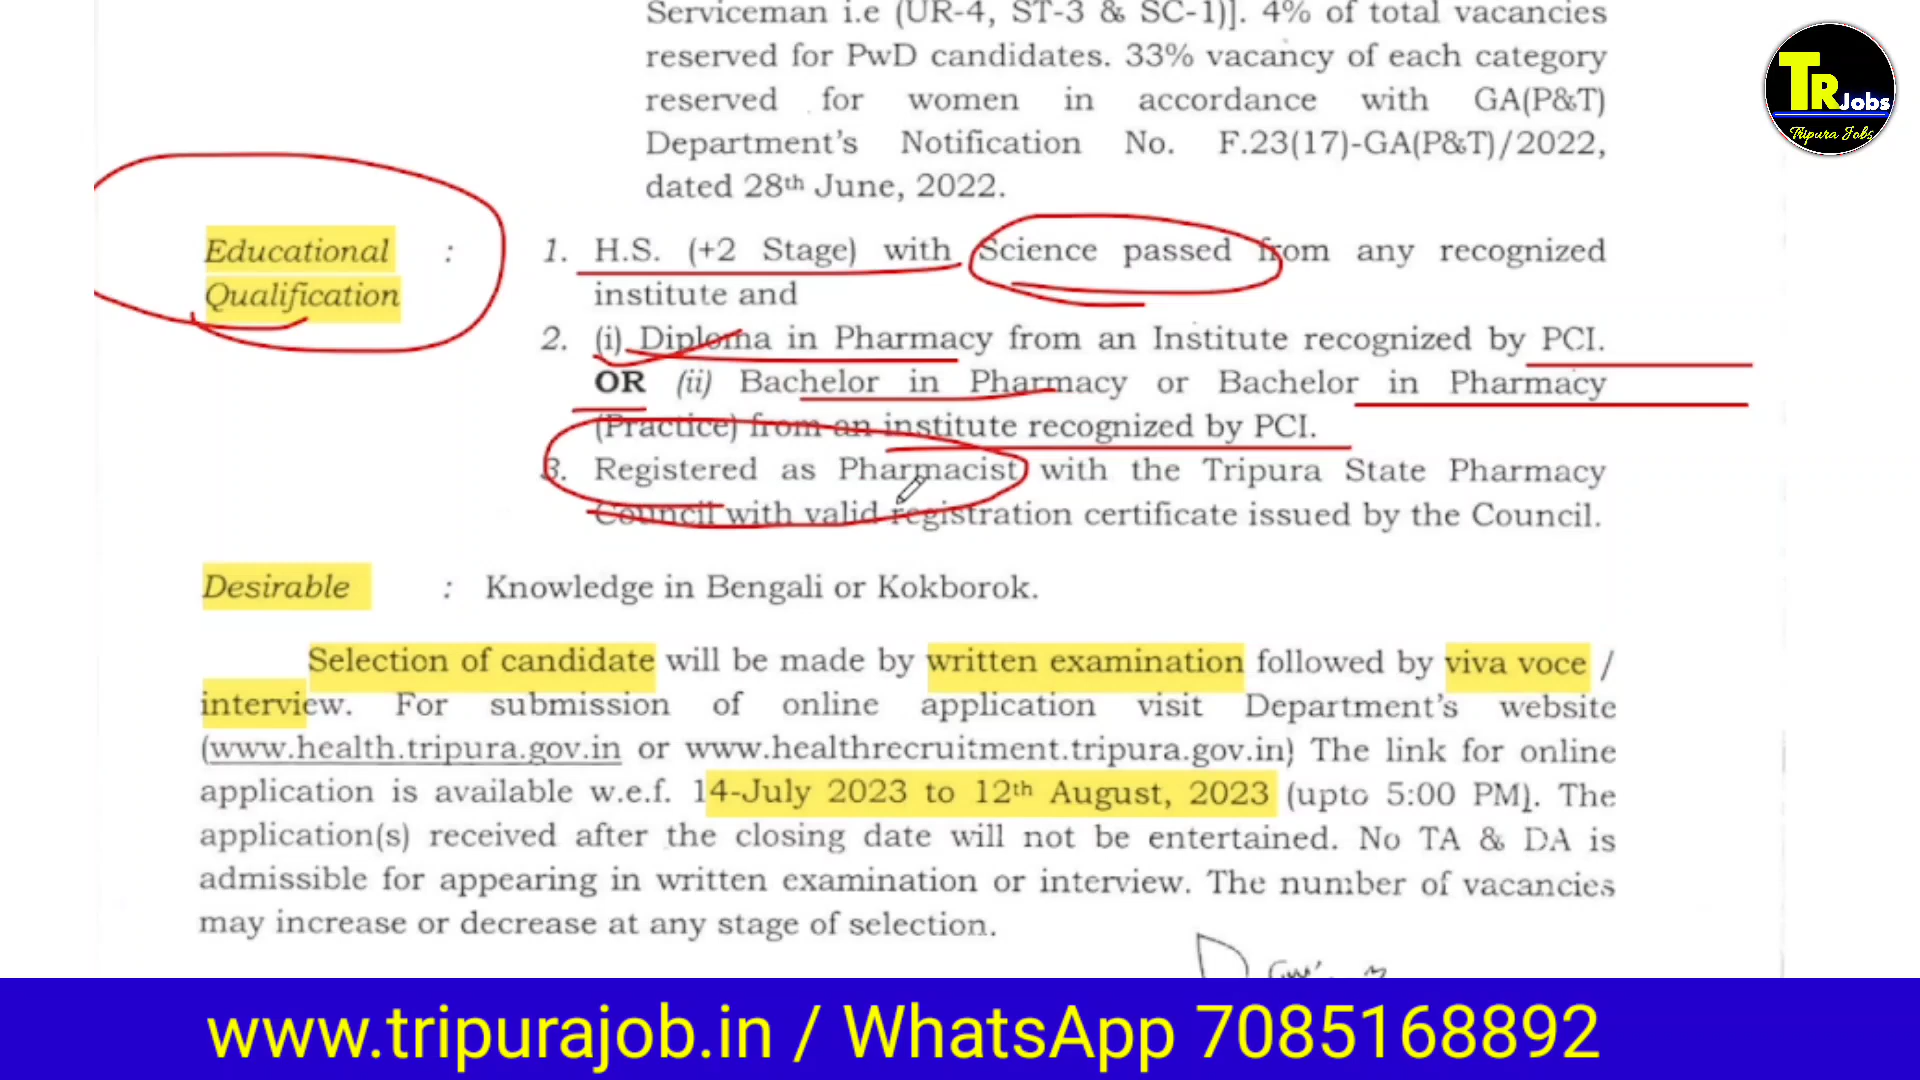 Serviceman i.e (UR-4, ST-3 & SC-1)]. 4% of total vacancies
reserved for PwD candidates. 33% vacancy of each category
reserved for women in accordance with GA(P&T)
Department's Notification No. F.23(17)-GA(P&T)/2022,
dated 28th June, 2022.
TR Jobs
Tripura Jobs
Educational : 1. H.S. (+2 Stage) with Science passed from any recognized
Qualification institute and
2. (i) Diploma in Pharmacy from an Institute recognized by PCI.
OR (ii) Bachelor in Pharmacy or Bachelor in Pharmacy
(Practice) from an institute recognized by PCI.
3. Registered as Pharmacist with the Tripura State Pharmacy
Council with valid registration certificate issued by the Council.
Desirable : Knowledge in Bengali or Kokborok.
Selection of candidate will be made by written examination followed by viva voce /
interview. For submission of online application visit Department's website
(www.health.tripura.gov.in or www.healthrecruitment.tripura.gov.in) The link for online
application is available w.e.f. 14-July 2023 to 12th August, 2023 (upto 5:00 PM). The
application(s) received after the closing date will not be entertained. No TA & DA is
admissible for appearing in written examination or interview. The number of vacancies
may increase or decrease at any stage of selection.
www.tripurajob.in / WhatsApp 7085168892